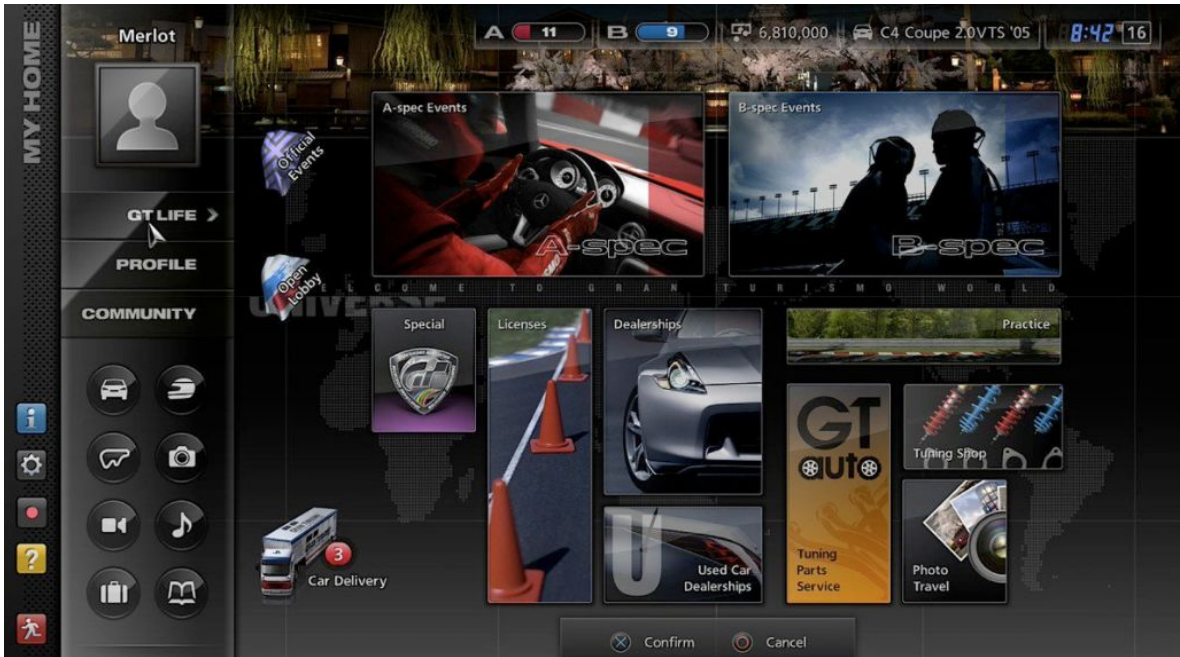 MY HOME
Merlot
A 11 B 9 6,810,000 C4 Coupe 2.0VTS '05 8:42 16
GT LIFE
PROFILE
COMMUNITY
Official
Events
Open
Lobby
A-spec Events
A-spec
B-spec Events
B-spec
WELCOME TO GRAN TURISMO WORLD
UNIVERSE
Special
Licenses
Dealerships
Practice
GT
auto
Tuning
Parts
Service
Tuning Shop
U
Used Car
Dealerships
Photo
Travel
3
Car Delivery
i
?
Confirm
Cancel